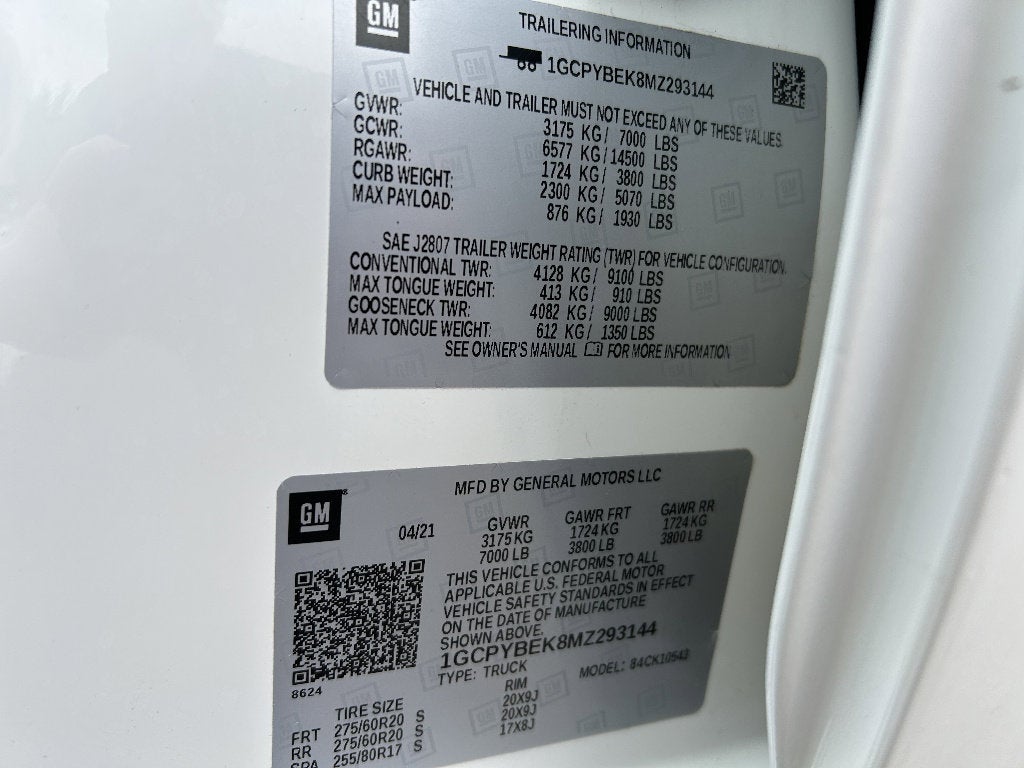 GM
TRAILERING INFORMATION
1GCPYBEK8MZ293144
VEHICLE AND TRAILER MUST NOT EXCEED ANY OF THESE VALUES.
GVWR: 3175 KG/ 7000 LBS
GCWR: 6577 KG/14500 LBS
RGAWR: 1724 KG/ 3800 LBS
CURB WEIGHT: 2300 KG/ 5070 LBS
MAX PAYLOAD: 876 KG/ 1930 LBS
SAE J2807 TRAILER WEIGHT RATING (TWR) FOR VEHICLE CONFIGURATION.
CONVENTIONAL TWR: 4128 KG/ 9100 LBS
MAX TONGUE WEIGHT: 413 KG/ 910 LBS
GOOSENECK TWR: 4082 KG/ 9000 LBS
MAX TONGUE WEIGHT: 612 KG/ 1350 LBS
SEE OWNER'S MANUAL FOR MORE INFORMATION
GM®
MFD BY GENERAL MOTORS LLC
04/21 GVWR GAWR FRT GAWR RR
3175 KG 1724 KG 1724 KG
7000 LB 3800 LB 3800 LB
THIS VEHICLE CONFORMS TO ALL
APPLICABLE U.S. FEDERAL MOTOR
VEHICLE SAFETY STANDARDS IN EFFECT
ON THE DATE OF MANUFACTURE
SHOWN ABOVE.
1GCPYBEK8MZ293144
TYPE: TRUCK MODEL: 84CK10543
8624
TIRE SIZE RIM
FRT 275/60R20 S 20X9J
RR 275/60R20 S 20X9J
SPA 255/80R17 S 17X8J